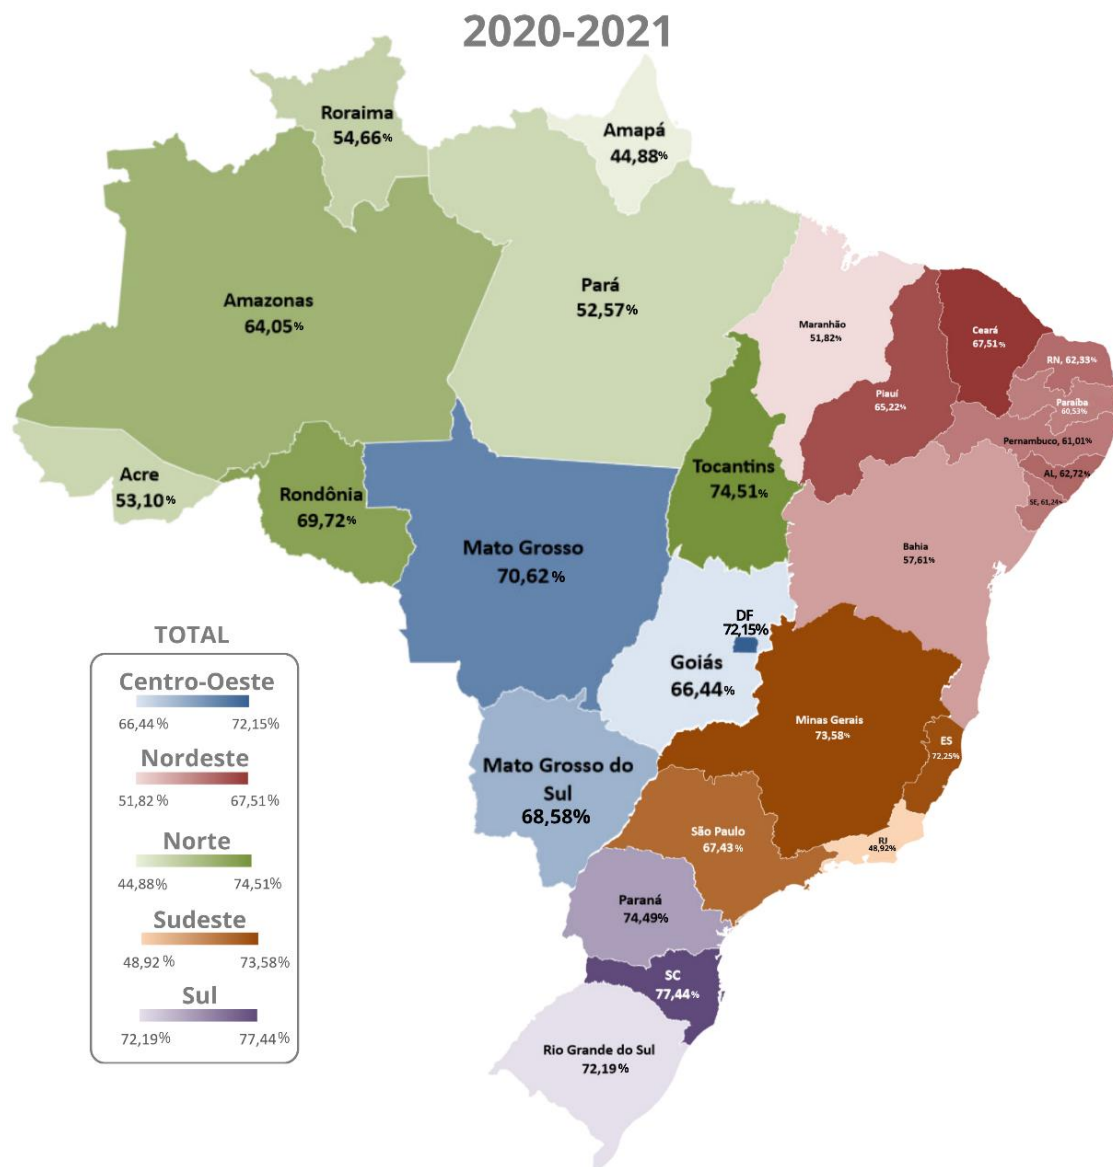 2020-2021
Roraima
54,66%
Amapá
44,88%
Amazonas
64,05%
Pará
52,57%
Maranhão
51,82%
Ceará
67,51%
RN, 62,33%
Piauí
65,22%
Paraíba
60,53%
Pernambuco, 61,01%
AL, 62,72%
SE, 61,24%
Acre
53,10%
Rondônia
69,72%
Tocantins
74,51%
Mato Grosso
70,62%
Bahia
57,61%
DF
72,15%
Goiás
66,44%
Minas Gerais
73,58%
ES
72,25%
Mato Grosso do
Sul
68,58%
São Paulo
67,43%
RJ
48,92%
Paraná
74,49%
SC
77,44%
Rio Grande do Sul
72,19%
TOTAL
Centro-Oeste
66,44% 72,15%
Nordeste
51,82% 67,51%
Norte
44,88% 74,51%
Sudeste
48,92 % 73,58%
Sul
72,19% 77,44%